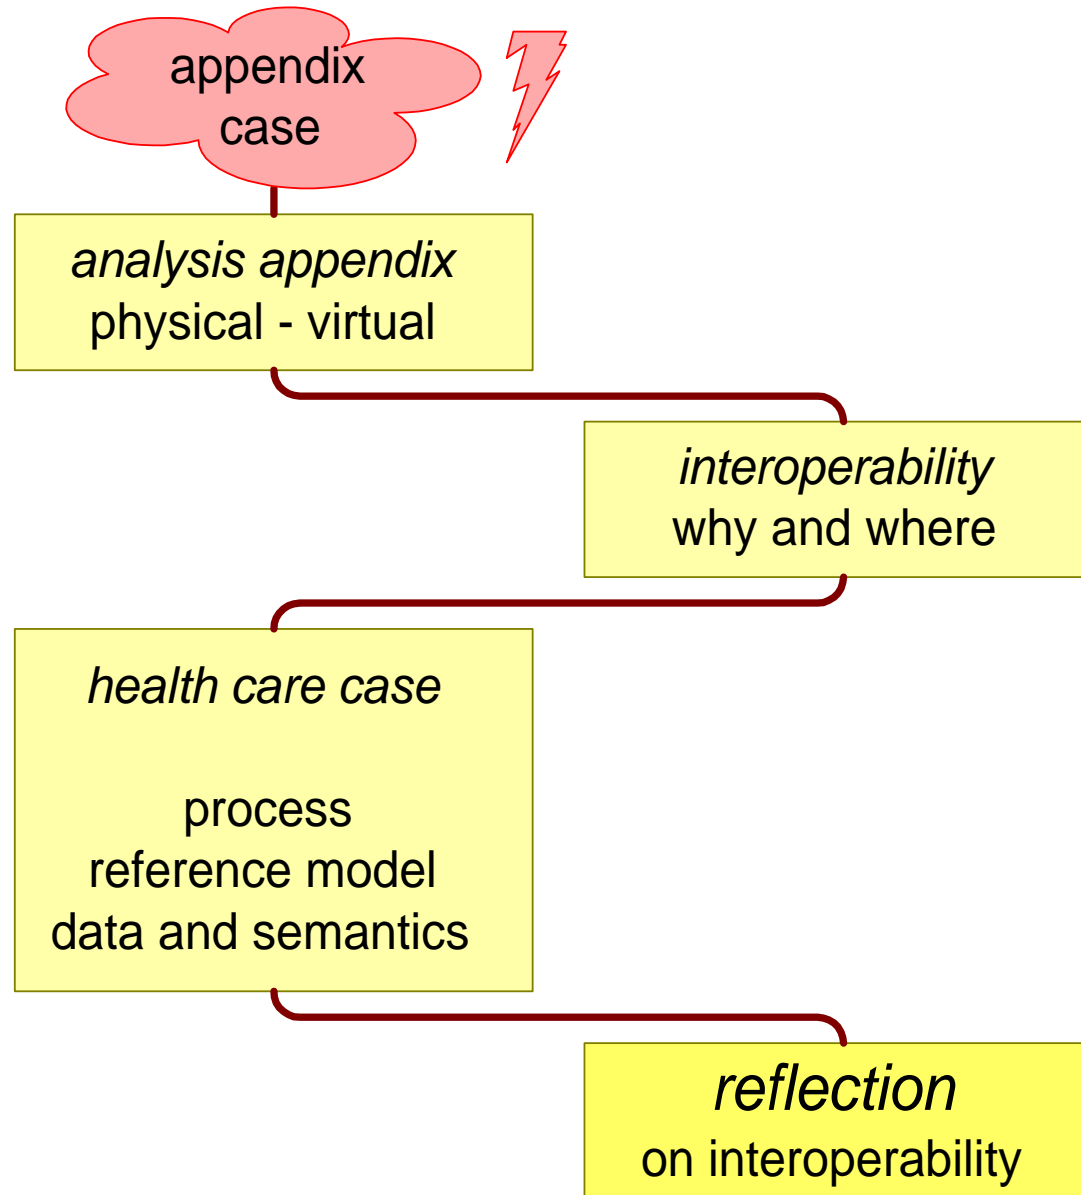 appendix
case
analysis appendix
physical - virtual
interoperability
why and where
health care case
process
reference model
data and semantics
reflection
on interoperability